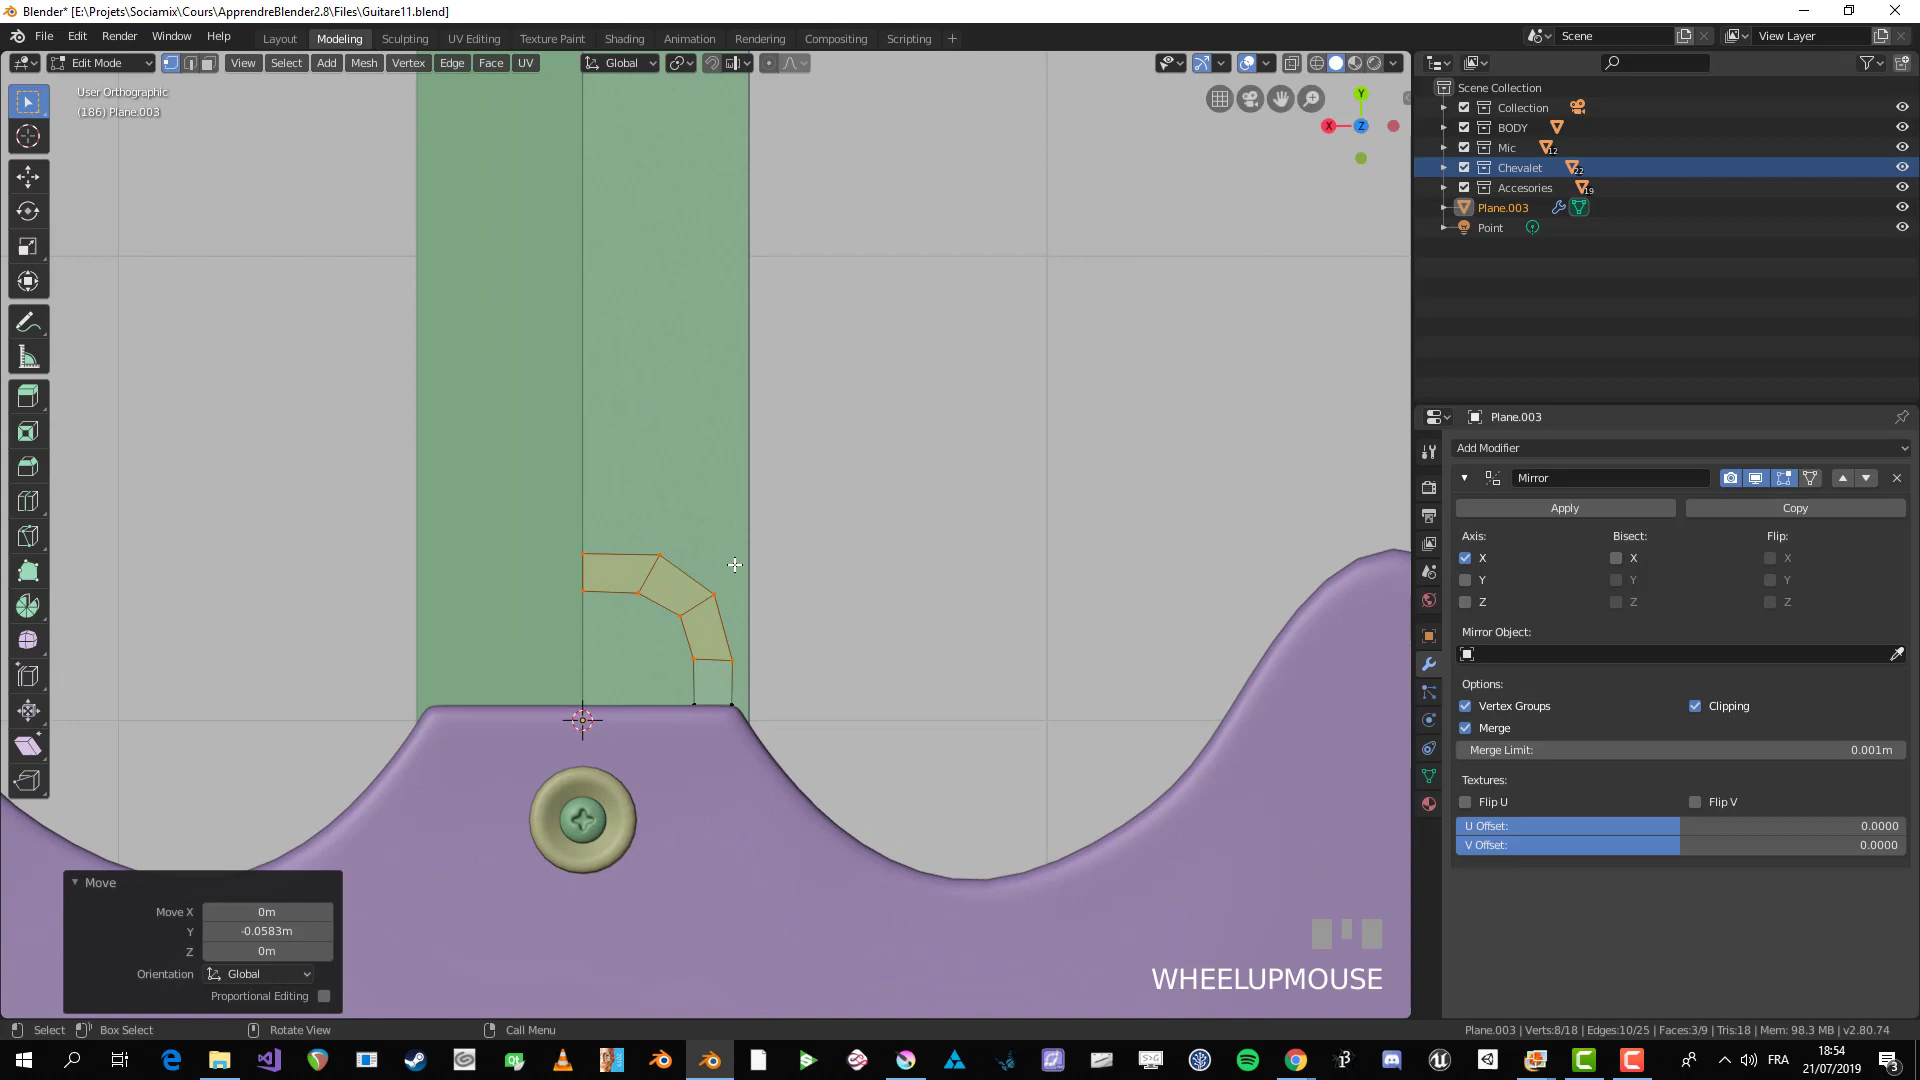 Blender* [E:\Projets\Sociamix\Cours\ApprendreBlender2.8\Files\Guitare11.blend]
File Edit Render Window Help
Layout Modeling Sculpting UV Editing Texture Paint Shading Animation Rendering Compositing Scripting +
Scene
View Layer
Edit Mode
View Select Add Mesh Vertex Edge Face UV
Global
User Orthographic
(186) Plane.003
Y
X
Z
Scene Collection
Collection
BODY
Mic 12
Chevalet 22
Accesories 19
Plane.003
Point
Plane.003
Add Modifier
Mirror
Apply Copy
Axis: Bisect: Flip:
X X X
Y Y Y
Z Z Z
Mirror Object:
Options:
Vertex Groups Clipping
Merge
Merge Limit: 0.001m
Textures:
Flip U Flip V
U Offset: 0.0000
V Offset: 0.0000
Move
Move X 0m
Y -0.0583m
Z 0m
Orientation Global
Proportional Editing
WHEELUPMOUSE
Select Box Select Rotate View Call Menu
Plane.003 | Verts:8/18 | Edges:10/25 | Faces:3/9 | Tris:18 | Mem: 98.3 MB | v2.80.74
FRA
18:54
21/07/2019
3